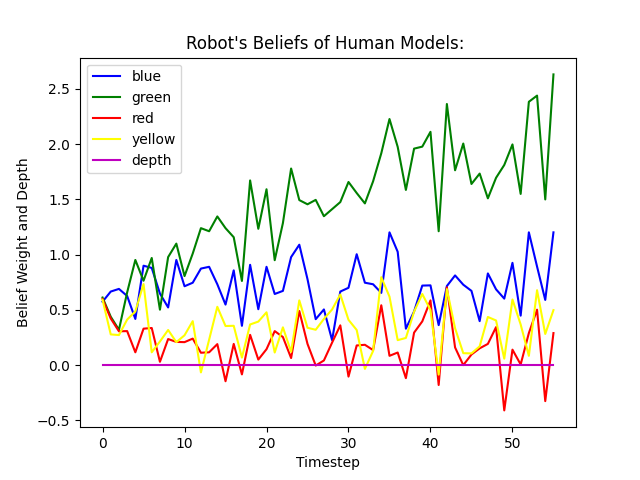 Robot's Beliefs of Human Models:
blue
green
red
yellow
depth
2.5
2.0
1.5
1.0
0.5
0.0
−0.5
Belief Weight and Depth
0 10 20 30 40 50
Timestep